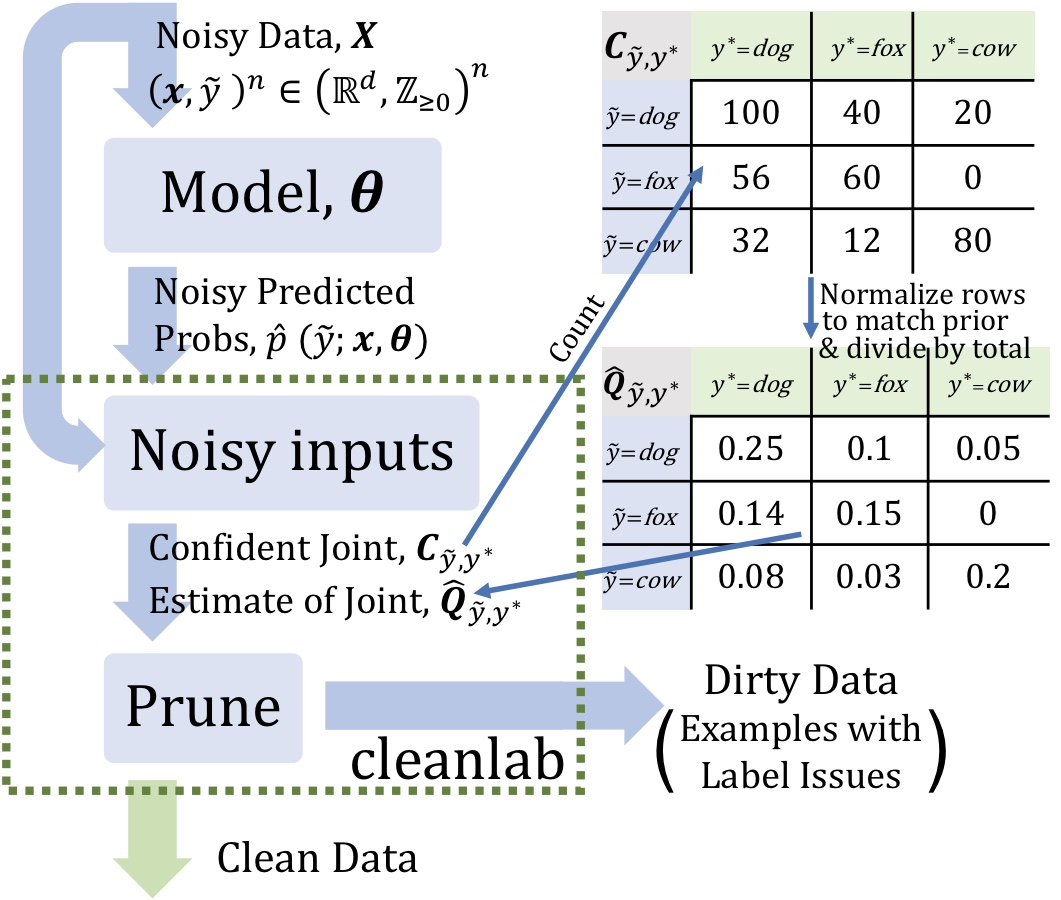 Noisy Data, X
(x, ỹ )ⁿ ∈ (ℝᵈ, ℤ≥0)ⁿ
Model, θ
Noisy Predicted
Probs, p̂ (ỹ; x, θ)
Noisy inputs
Confident Joint, C ỹ,y*
Estimate of Joint, Q̂ ỹ,y*
Prune
cleanlab
Clean Data
Count
C ỹ,y* y*=dog y*=fox y*=cow
ỹ=dog 100 40 20
ỹ=fox 56 60 0
ỹ=cow 32 12 80
Normalize rows
to match prior
& divide by total
Q̂ ỹ,y* y*=dog y*=fox y*=cow
ỹ=dog 0.25 0.1 0.05
ỹ=fox 0.14 0.15 0
ỹ=cow 0.08 0.03 0.2
Dirty Data
(Examples with
Label Issues)